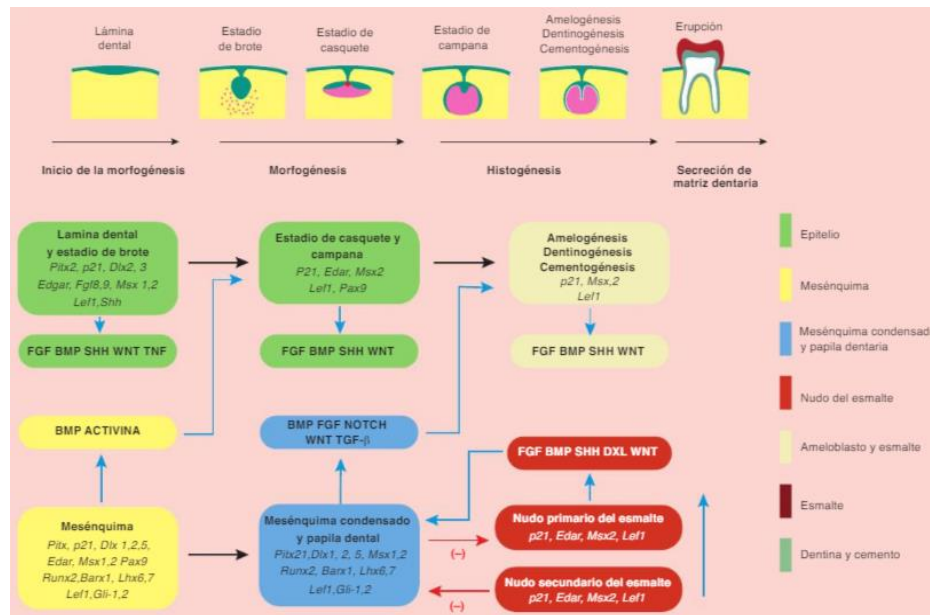 Lámina
dental
Estadio
de brote
Estadio de
casquete
Estadio de
campana
Amelogénesis
Dentinogénesis
Cementogénesis
Erupción
Inicio de la morfogénesis
Morfogénesis
Histogénesis
Secreción de
matriz dentaria
Lamina dental
y estadio de brote
Pitx2, p21, Dlx2, 3
Edgar, Fgf8,9, Msx 1,2
Lef1,Shh
Estadio de casquete y
campana
P21, Edar, Msx2
Lef1, Pax9
Amelogénesis
Dentinogénesis
Cementogénesis
p21, Msx,2
Lef1
FGF BMP SHH WNT TNF
FGF BMP SHH WNT
FGF BMP SHH WNT
BMP ACTIVINA
BMP FGF NOTCH
WNT TGF-β
FGF BMP SHH DXL WNT
Mesénquima
Pitx, p21, Dlx 1,2,5,
Edar, Msx1,2 Pax9
Runx2,Barx1, Lhx6,7
Lef1,Gli-1,2
Mesénquima condensado
y papila dental
Pitx21,Dlx1, 2, 5, Msx1,2
Runx2, Barx1, Lhx6,7
Lef1,Gli-1,2
(–)
Nudo primario del esmalte
p21, Edar, Msx2, Lef1
(–)
Nudo secundario del esmalte
p21, Edar, Msx2, Lef1
Epitelio
Mesénquima
Mesénquima condensado
y papila dentaria
Nudo del esmalte
Ameloblasto y esmalte
Esmalte
Dentina y cemento